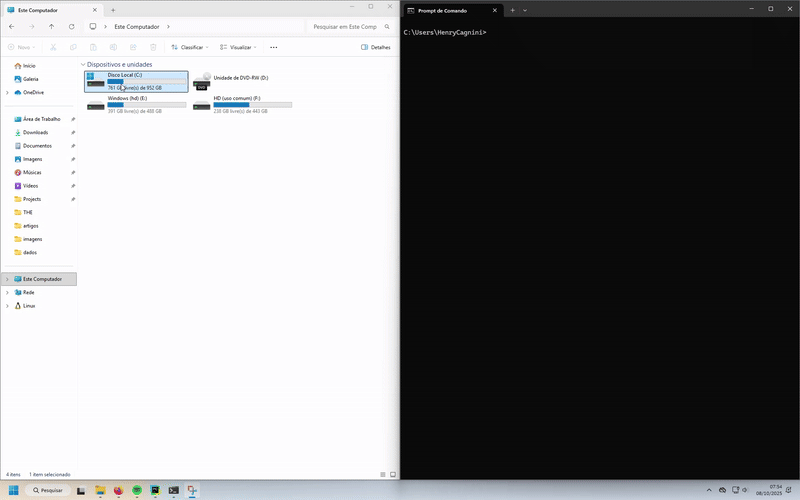 Este Computador
Este Computador
Pesquisar em Este Comp
Novo
Classificar
Visualizar
Detalhes
Início
Galeria
OneDrive
Área de Trabalho
Downloads
Documentos
Imagens
Músicas
Vídeos
Projects
THE
artigos
imagens
dados
Este Computador
Rede
Linux
Dispositivos e unidades
Disco Local (C:)
761 GB livre(s) de 952 GB
Unidade de DVD-RW (D:)
DVD
Windows (hd) (E:)
391 GB livre(s) de 488 GB
HD (uso comum) (F:)
238 GB livre(s) de 443 GB
4 itens
1 item selecionado
Prompt de Comando
C:\Users\HenryCagnini>
Pesquisar
07:54
08/10/2025